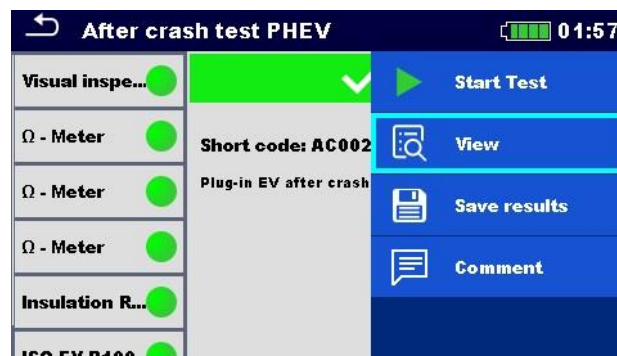 After crash test PHEV
01:57
Visual inspe...
Ω - Meter
Ω - Meter
Ω - Meter
Insulation R...
Short code: AC002
Plug-in EV after crash
Start Test
View
Save results
Comment